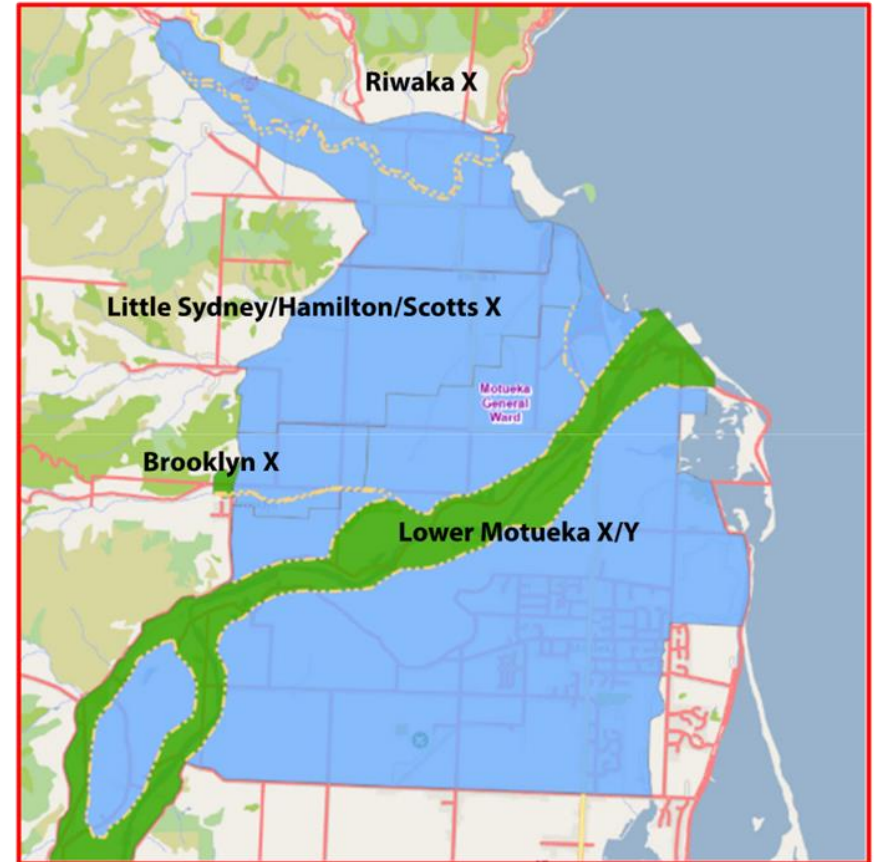 Riwaka X
Little Sydney/Hamilton/Scotts X
Motueka
General
Ward
Brooklyn X
Lower Motueka X/Y